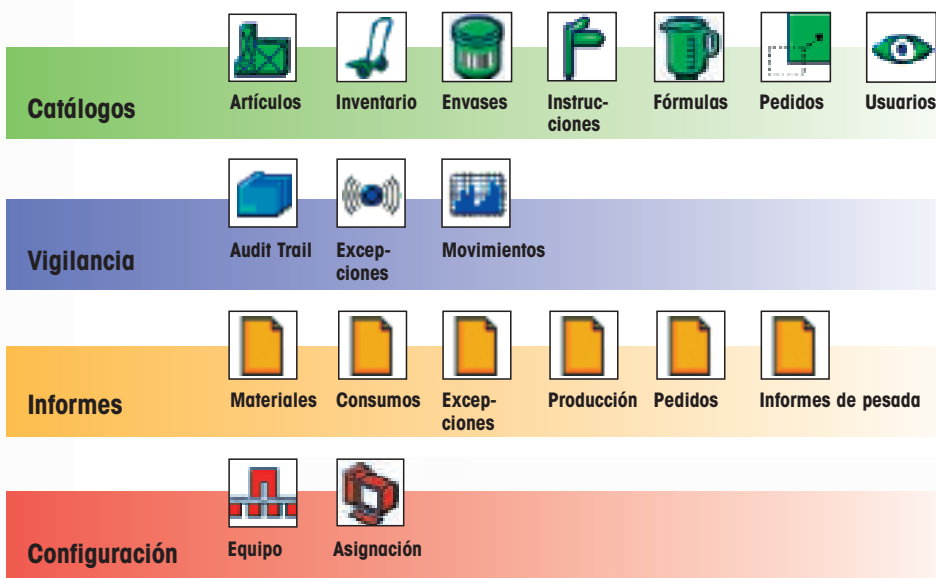 Catálogos
Artículos
Inventario
Envases
Instruc-
ciones
Fórmulas
Pedidos
Usuarios
Vigilancia
Audit Trail
Excep-
ciones
Movimientos
Informes
Materiales
Consumos
Excep-
ciones
Producción
Pedidos
Informes de pesada
Configuración
Equipo
Asignación